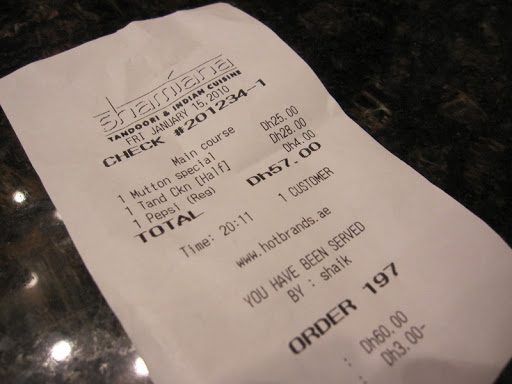 shamiana
TANDOORI & INDIAN CUISINE
FRI JANUARY 15, 2010
CHECK #201234-1
Main course
1 Mutton special Dh25.00
1 Tand Ckn [Half] Dh28.00
1 Pepsi (Reg) Dh4.00
TOTAL Dh57.00
Time: 20:11 1 CUSTOMER
www.hotbrands.ae
YOU HAVE BEEN SERVED
BY : shaik
ORDER 197
: Dh60.00
: Dh3.00-